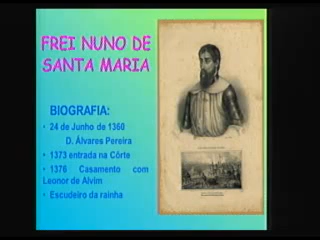 FREI NUNO DE
SANTA MARIA
BIOGRAFIA:
• 24 de Junho de 1360
D. Álvares Pereira
• 1373 entrada na Côrte
• 1376 Casamento com
Leonor de Alvim
• Escudeiro da rainha